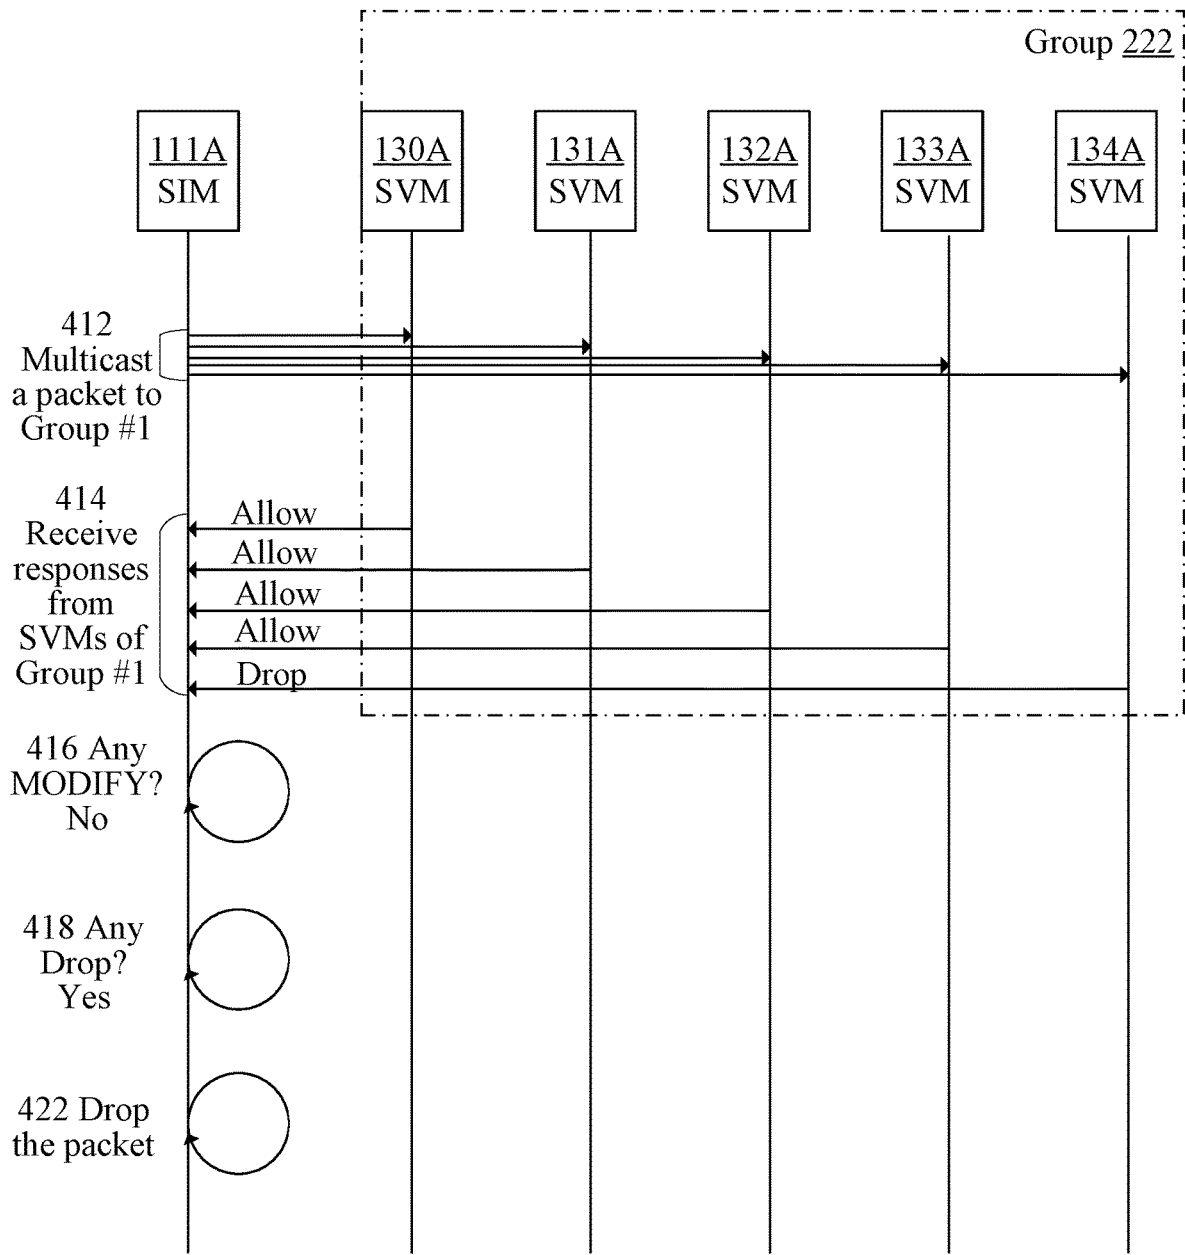 Group 222
111A
SIM
130A
SVM
131A
SVM
132A
SVM
133A
SVM
134A
SVM
412
Multicast
a packet to
Group #1
414
Receive
responses
from
SVMs of
Group #1
Allow
Allow
Allow
Allow
Drop
416 Any
MODIFY?
No
418 Any
Drop?
Yes
422 Drop
the packet